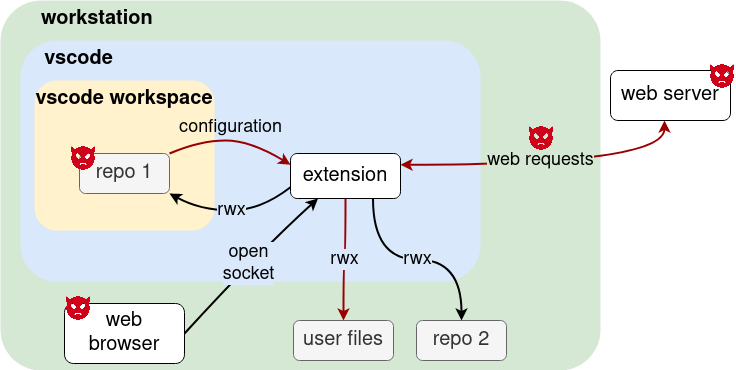 workstation
vscode
vscode workspace
web server
configuration
repo 1
extension
web requests
rwx
open
socket
rwx
rwx
web
browser
user files
repo 2